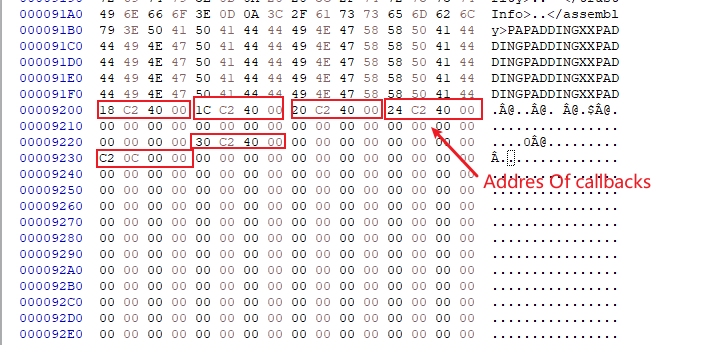 000091A0 49 6E 66 6F 3E 0D 0A 3C 2F 61 73 73 65 6D 62 6C Info>..</assembl
000091B0 79 3E 50 41 50 41 44 44 49 4E 47 58 58 50 41 44 y>PAPADDINGXXPAD
000091C0 44 49 4E 47 50 41 44 44 49 4E 47 58 58 50 41 44 DINGPADDINGXXPAD
000091D0 44 49 4E 47 50 41 44 44 49 4E 47 58 58 50 41 44 DINGPADDINGXXPAD
000091E0 44 49 4E 47 50 41 44 44 49 4E 47 58 58 50 41 44 DINGPADDINGXXPAD
000091F0 44 49 4E 47 50 41 44 44 49 4E 47 58 58 50 41 44 DINGPADDINGXXPAD
00009200 18 C2 40 00 1C C2 40 00 20 C2 40 00 24 C2 40 00 .Â@..Â@. Â@.$Â@.
00009210 00 00 00 00 00 00 00 00 00 00 00 00 00 00 00 00 ................
00009220 00 00 00 00 30 C2 40 00 00 00 00 00 00 00 00 00 ....0Â@.........
00009230 C2 0C 00 00 00 00 00 00 00 00 00 00 00 00 00 00 Â...............
Addres Of callbacks
00009240 00 00 00 00 00 00 00 00 00 00 00 00 00 00 00 00 ................
00009250 00 00 00 00 00 00 00 00 00 00 00 00 00 00 00 00 ................
00009260 00 00 00 00 00 00 00 00 00 00 00 00 00 00 00 00 ................
00009270 00 00 00 00 00 00 00 00 00 00 00 00 00 00 00 00 ................
00009280 00 00 00 00 00 00 00 00 00 00 00 00 00 00 00 00 ................
00009290 00 00 00 00 00 00 00 00 00 00 00 00 00 00 00 00 ................
000092A0 00 00 00 00 00 00 00 00 00 00 00 00 00 00 00 00 ................
000092B0 00 00 00 00 00 00 00 00 00 00 00 00 00 00 00 00 ................
000092C0 00 00 00 00 00 00 00 00 00 00 00 00 00 00 00 00 ................
000092D0 00 00 00 00 00 00 00 00 00 00 00 00 00 00 00 00 ................
000092E0 00 00 00 00 00 00 00 00 00 00 00 00 00 00 00 00 ................